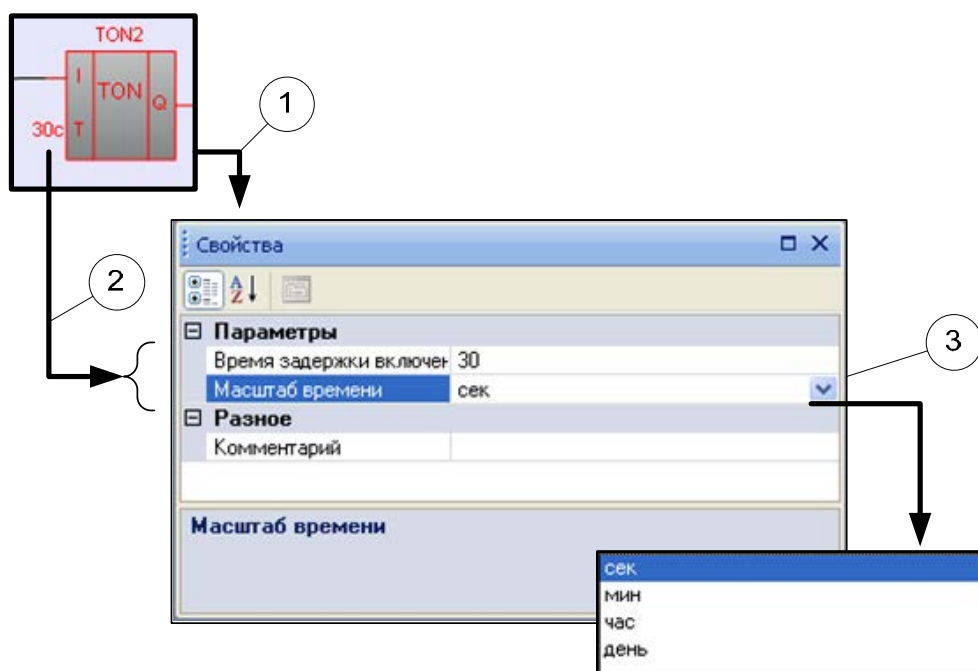 TON2
I
TON
Q
30с
T
1
2
Свойства
A
Z
Параметры
Время задержки включен 30
Масштаб времени сек
3
Разное
Комментарий
Масштаб времени
сек
мин
час
день